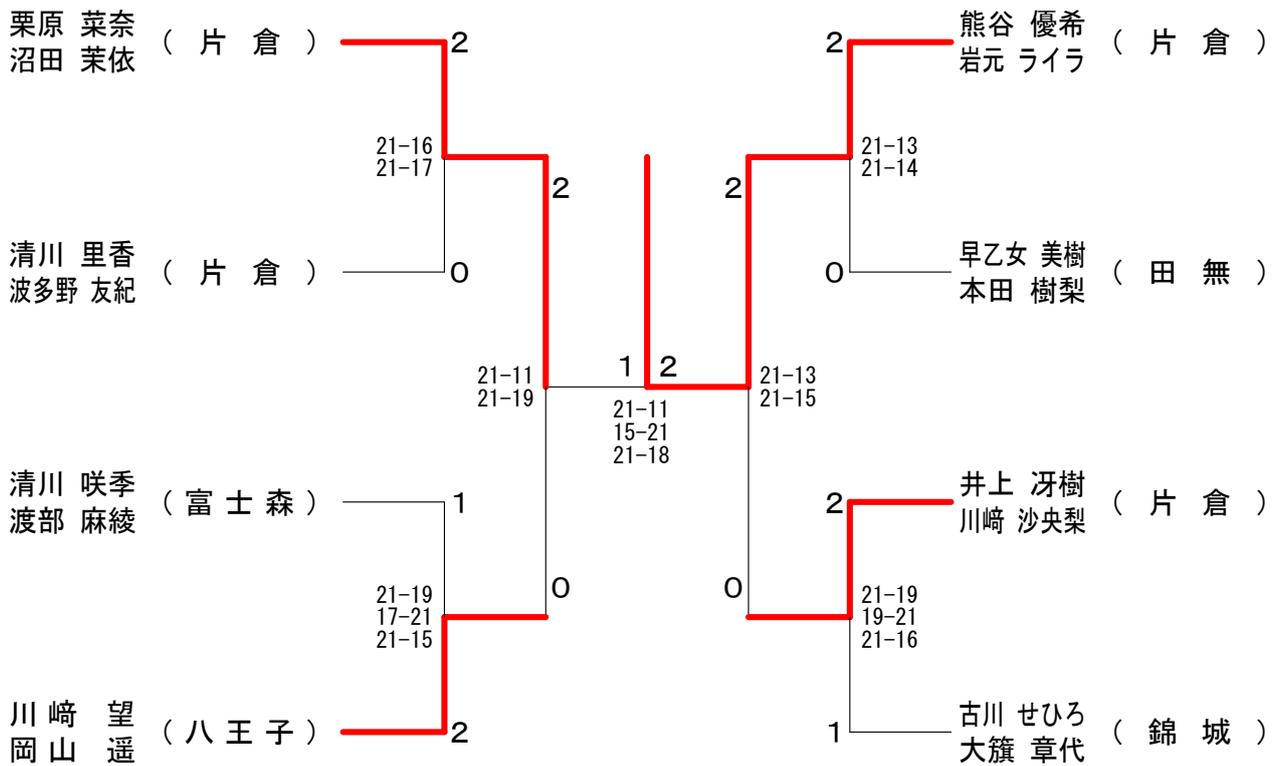 栗原 菜奈
沼田 茉依
（ 片 倉 ）
2
21-16
21-17
清川 里香
波多野 友紀
（ 片 倉 ）
0
2
21-11
21-19
清川 咲季
渡部 麻綾
（ 富 士 森 ）
1
21-19
17-21
21-15
0
川﨑 望
岡山 遥
（ 八 王 子 ）
2
1
2
21-11
15-21
21-18
熊谷 優希
岩元 ライラ
（ 片 倉 ）
2
21-13
21-14
早乙女 美樹
本田 樹梨
（ 田 無 ）
0
2
21-13
21-15
井上 冴樹
川﨑 沙央梨
（ 片 倉 ）
2
21-19
19-21
21-16
0
古川 せひろ
大籏 章代
（ 錦 城 ）
1